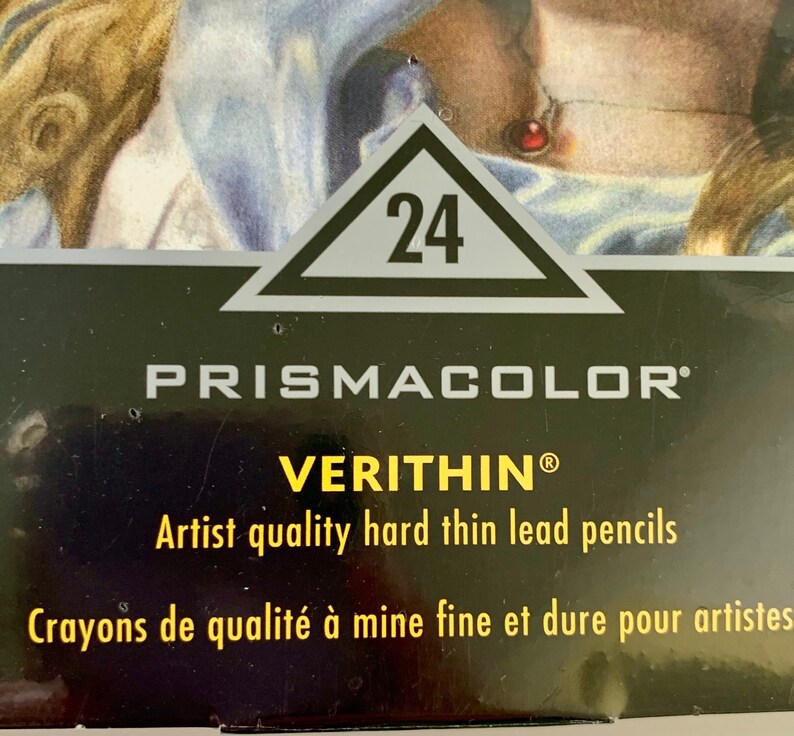 24
PRISMACOLOR®
VERITHIN®
Artist quality hard thin lead pencils
Crayons de qualité à mine fine et dure pour artistes